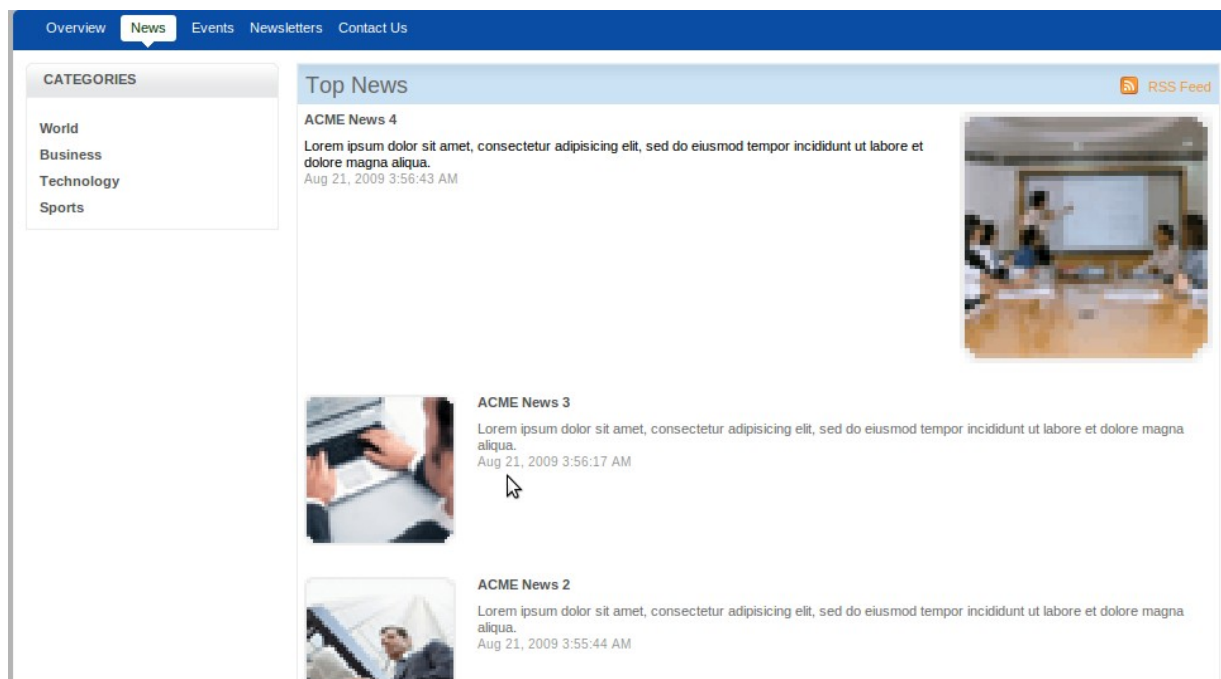 Overview News Events Newsletters Contact Us
CATEGORIES
World
Business
Technology
Sports
Top News
RSS Feed
ACME News 4
Lorem ipsum dolor sit amet, consectetur adipisicing elit, sed do eiusmod tempor incididunt ut labore et
dolore magna aliqua.
Aug 21, 2009 3:56:43 AM
ACME News 3
Lorem ipsum dolor sit amet, consectetur adipisicing elit, sed do eiusmod tempor incididunt ut labore et dolore magna
aliqua.
Aug 21, 2009 3:56:17 AM
ACME News 2
Lorem ipsum dolor sit amet, consectetur adipisicing elit, sed do eiusmod tempor incididunt ut labore et dolore magna
aliqua.
Aug 21, 2009 3:55:44 AM